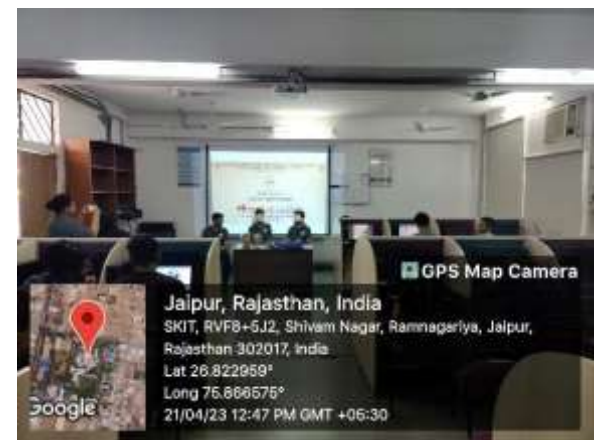 GPS Map Camera
Jaipur, Rajasthan, India
SKIT, RVF8+5J2, Shivam Nagar, Ramnagariya, Jaipur,
Rajasthan 302017, India
Lat 26.822959°
Long 75.866575°
21/04/23 12:47 PM GMT +05:30
Google